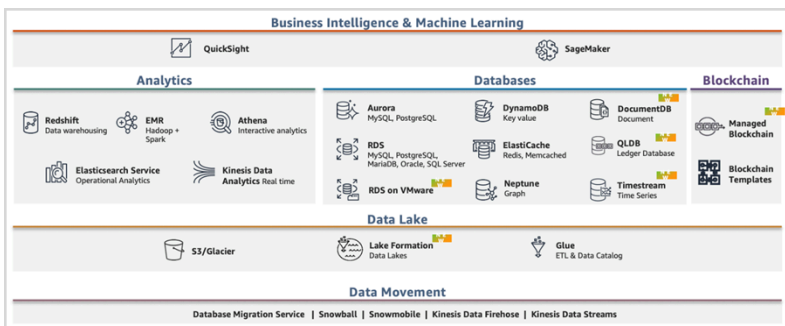 Business Intelligence & Machine Learning
QuickSight
SageMaker
Analytics
Redshift
Data warehousing
EMR
Hadoop +
Spark
Athena
Interactive analytics
Elasticsearch Service
Operational Analytics
Kinesis Data
Analytics Real time
Databases
Aurora
MySQL, PostgreSQL
DynamoDB
Key value
DocumentDB
Document
RDS
MySQL, PostgreSQL,
MariaDB, Oracle, SQL Server
ElastiCache
Redis, Memcached
QLDB
Ledger Database
RDS on VMware
Neptune
Graph
Timestream
Time Series
Blockchain
Managed
Blockchain
Blockchain
Templates
Data Lake
S3/Glacier
Lake Formation
Data Lakes
Glue
ETL & Data Catalog
Data Movement
Database Migration Service | Snowball | Snowmobile | Kinesis Data Firehose | Kinesis Data Streams